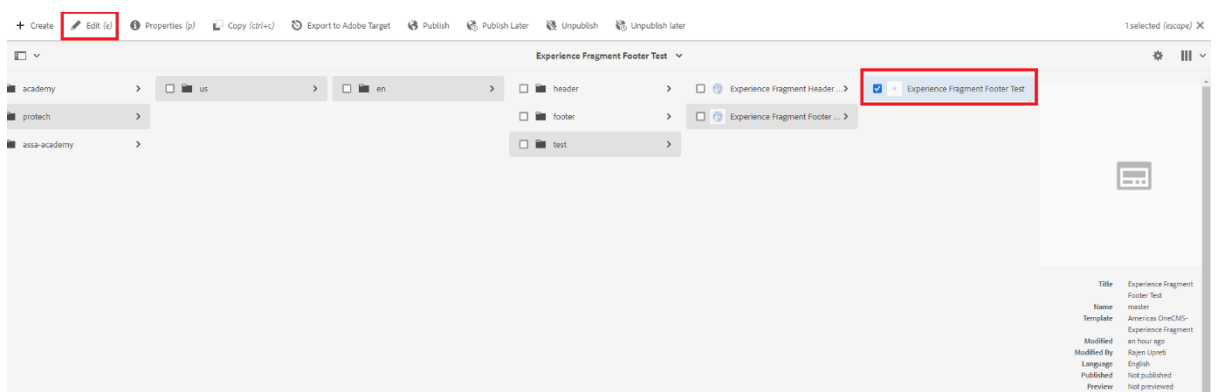 Create Edit (e) Properties (p) Copy (ctrl+c) Export to Adobe Target Publish Publish Later Unpublish Unpublish later 1 selected (escape)
Experience Fragment Footer Test
academy us en header Experience Fragment Header ... Experience Fragment Footer Test
protech footer Experience Fragment Footer ...
assa-academy test
Title Experience Fragment
Footer Test
Name master
Template Americas OneCMS-
Experience Fragment
Modified an hour ago
Modified By Rajen Upreti
Language English
Published Not published
Preview Not previewed